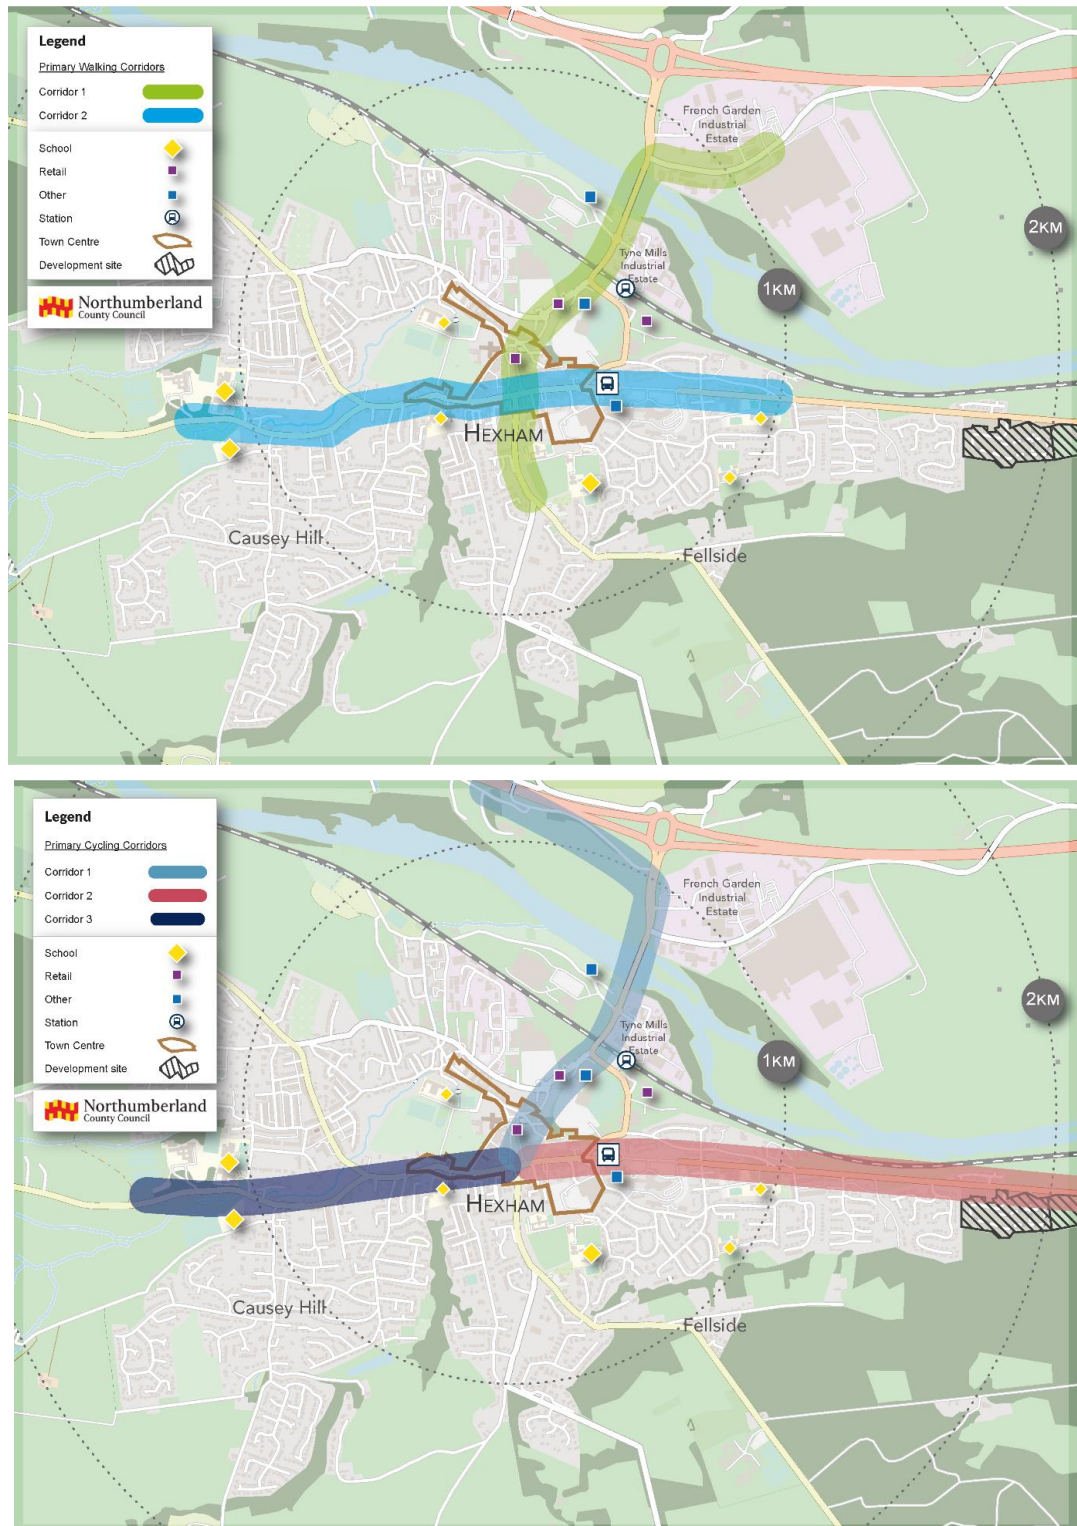 Legend
Primary Walking Corridors
Corridor 1
Corridor 2
School
Retail
Other
Station
Town Centre
Development site
Northumberland
County Council
French Garden
Industrial
Estate
2KM
Tyne Mills
Industrial
Estate
1KM
HEXHAM
Causey Hill
Fellside
Legend
Primary Cycling Corridors
Corridor 1
Corridor 2
Corridor 3
School
Retail
Other
Station
Town Centre
Development site
Northumberland
County Council
French Garden
Industrial
Estate
2KM
Tyne Mills
Industrial
Estate
1KM
HEXHAM
Causey Hill
Fellside